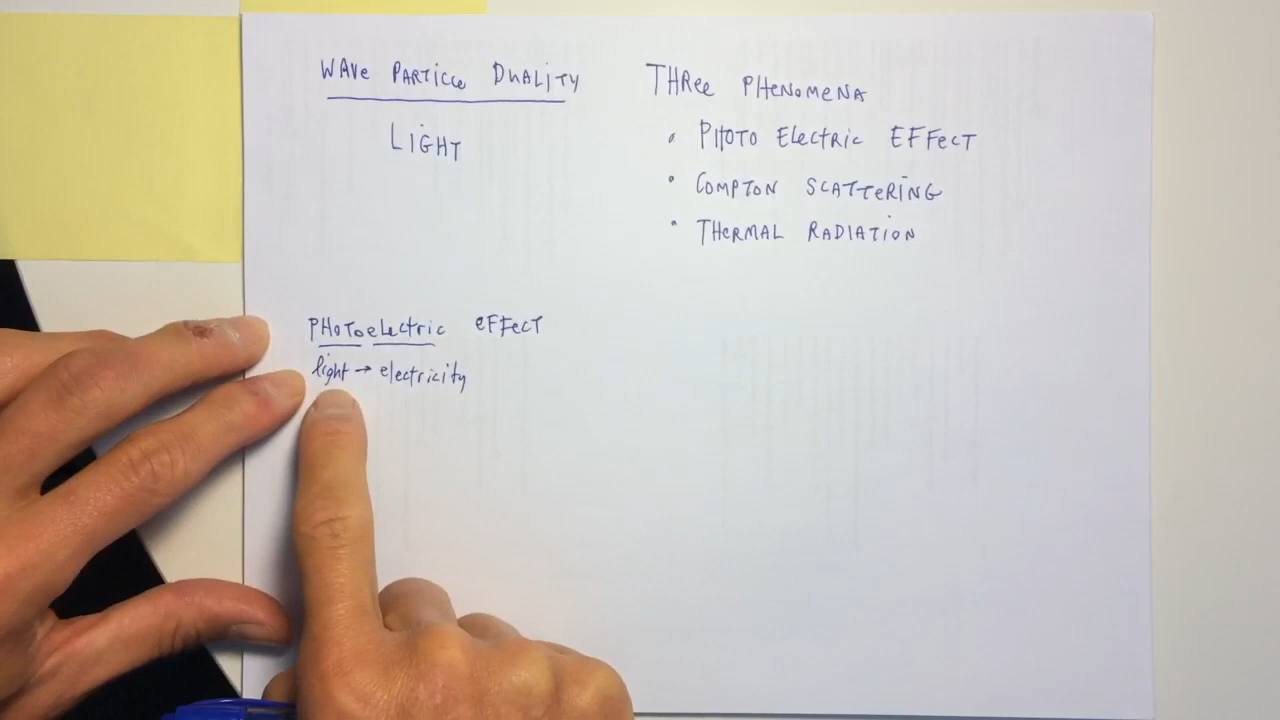 WAVe PARTiCle DUALiTY
LiGHT
THRee PHeNOMeNA
• PHOTO Electric EFFecT
• COMPTON SCATTeRiNG
• THeRMAL RADiATiON
PHoToelectric eFFecT
light → electricity